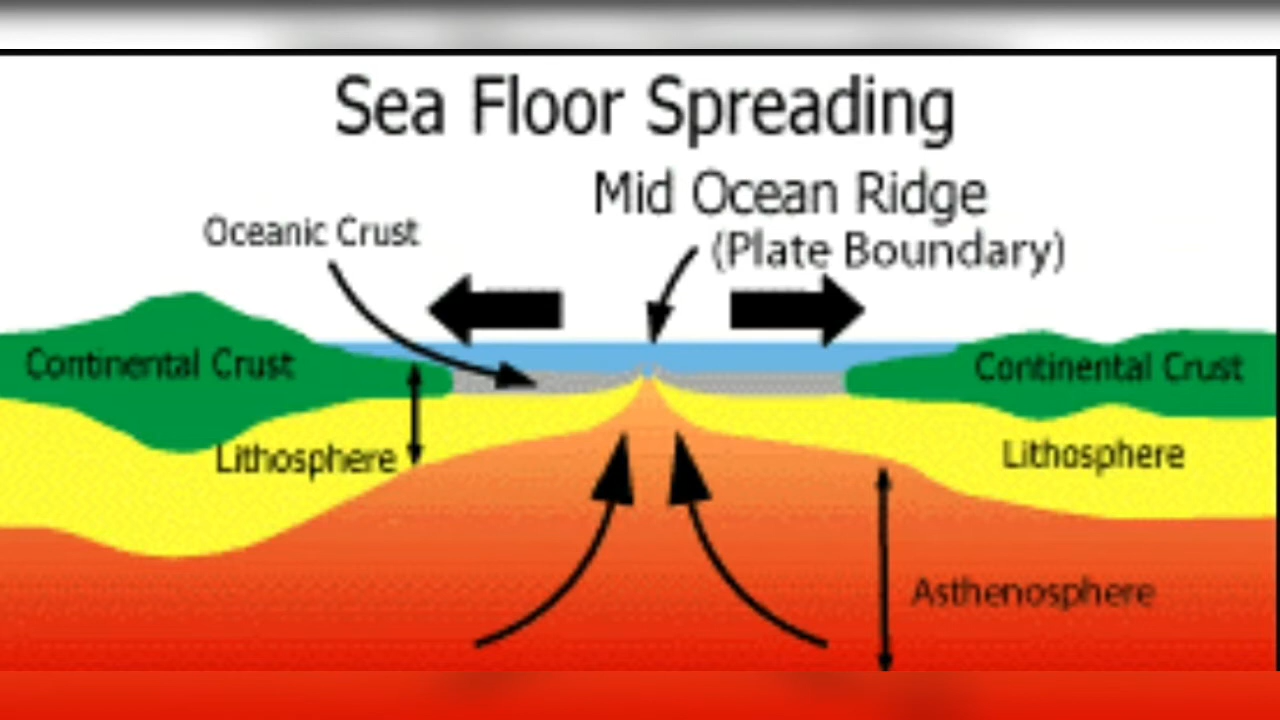 Sea Floor Spreading
Mid Ocean Ridge
(Plate Boundary)
Oceanic Crust
Continental Crust
Continental Crust
Lithosphere
Lithosphere
Asthenosphere